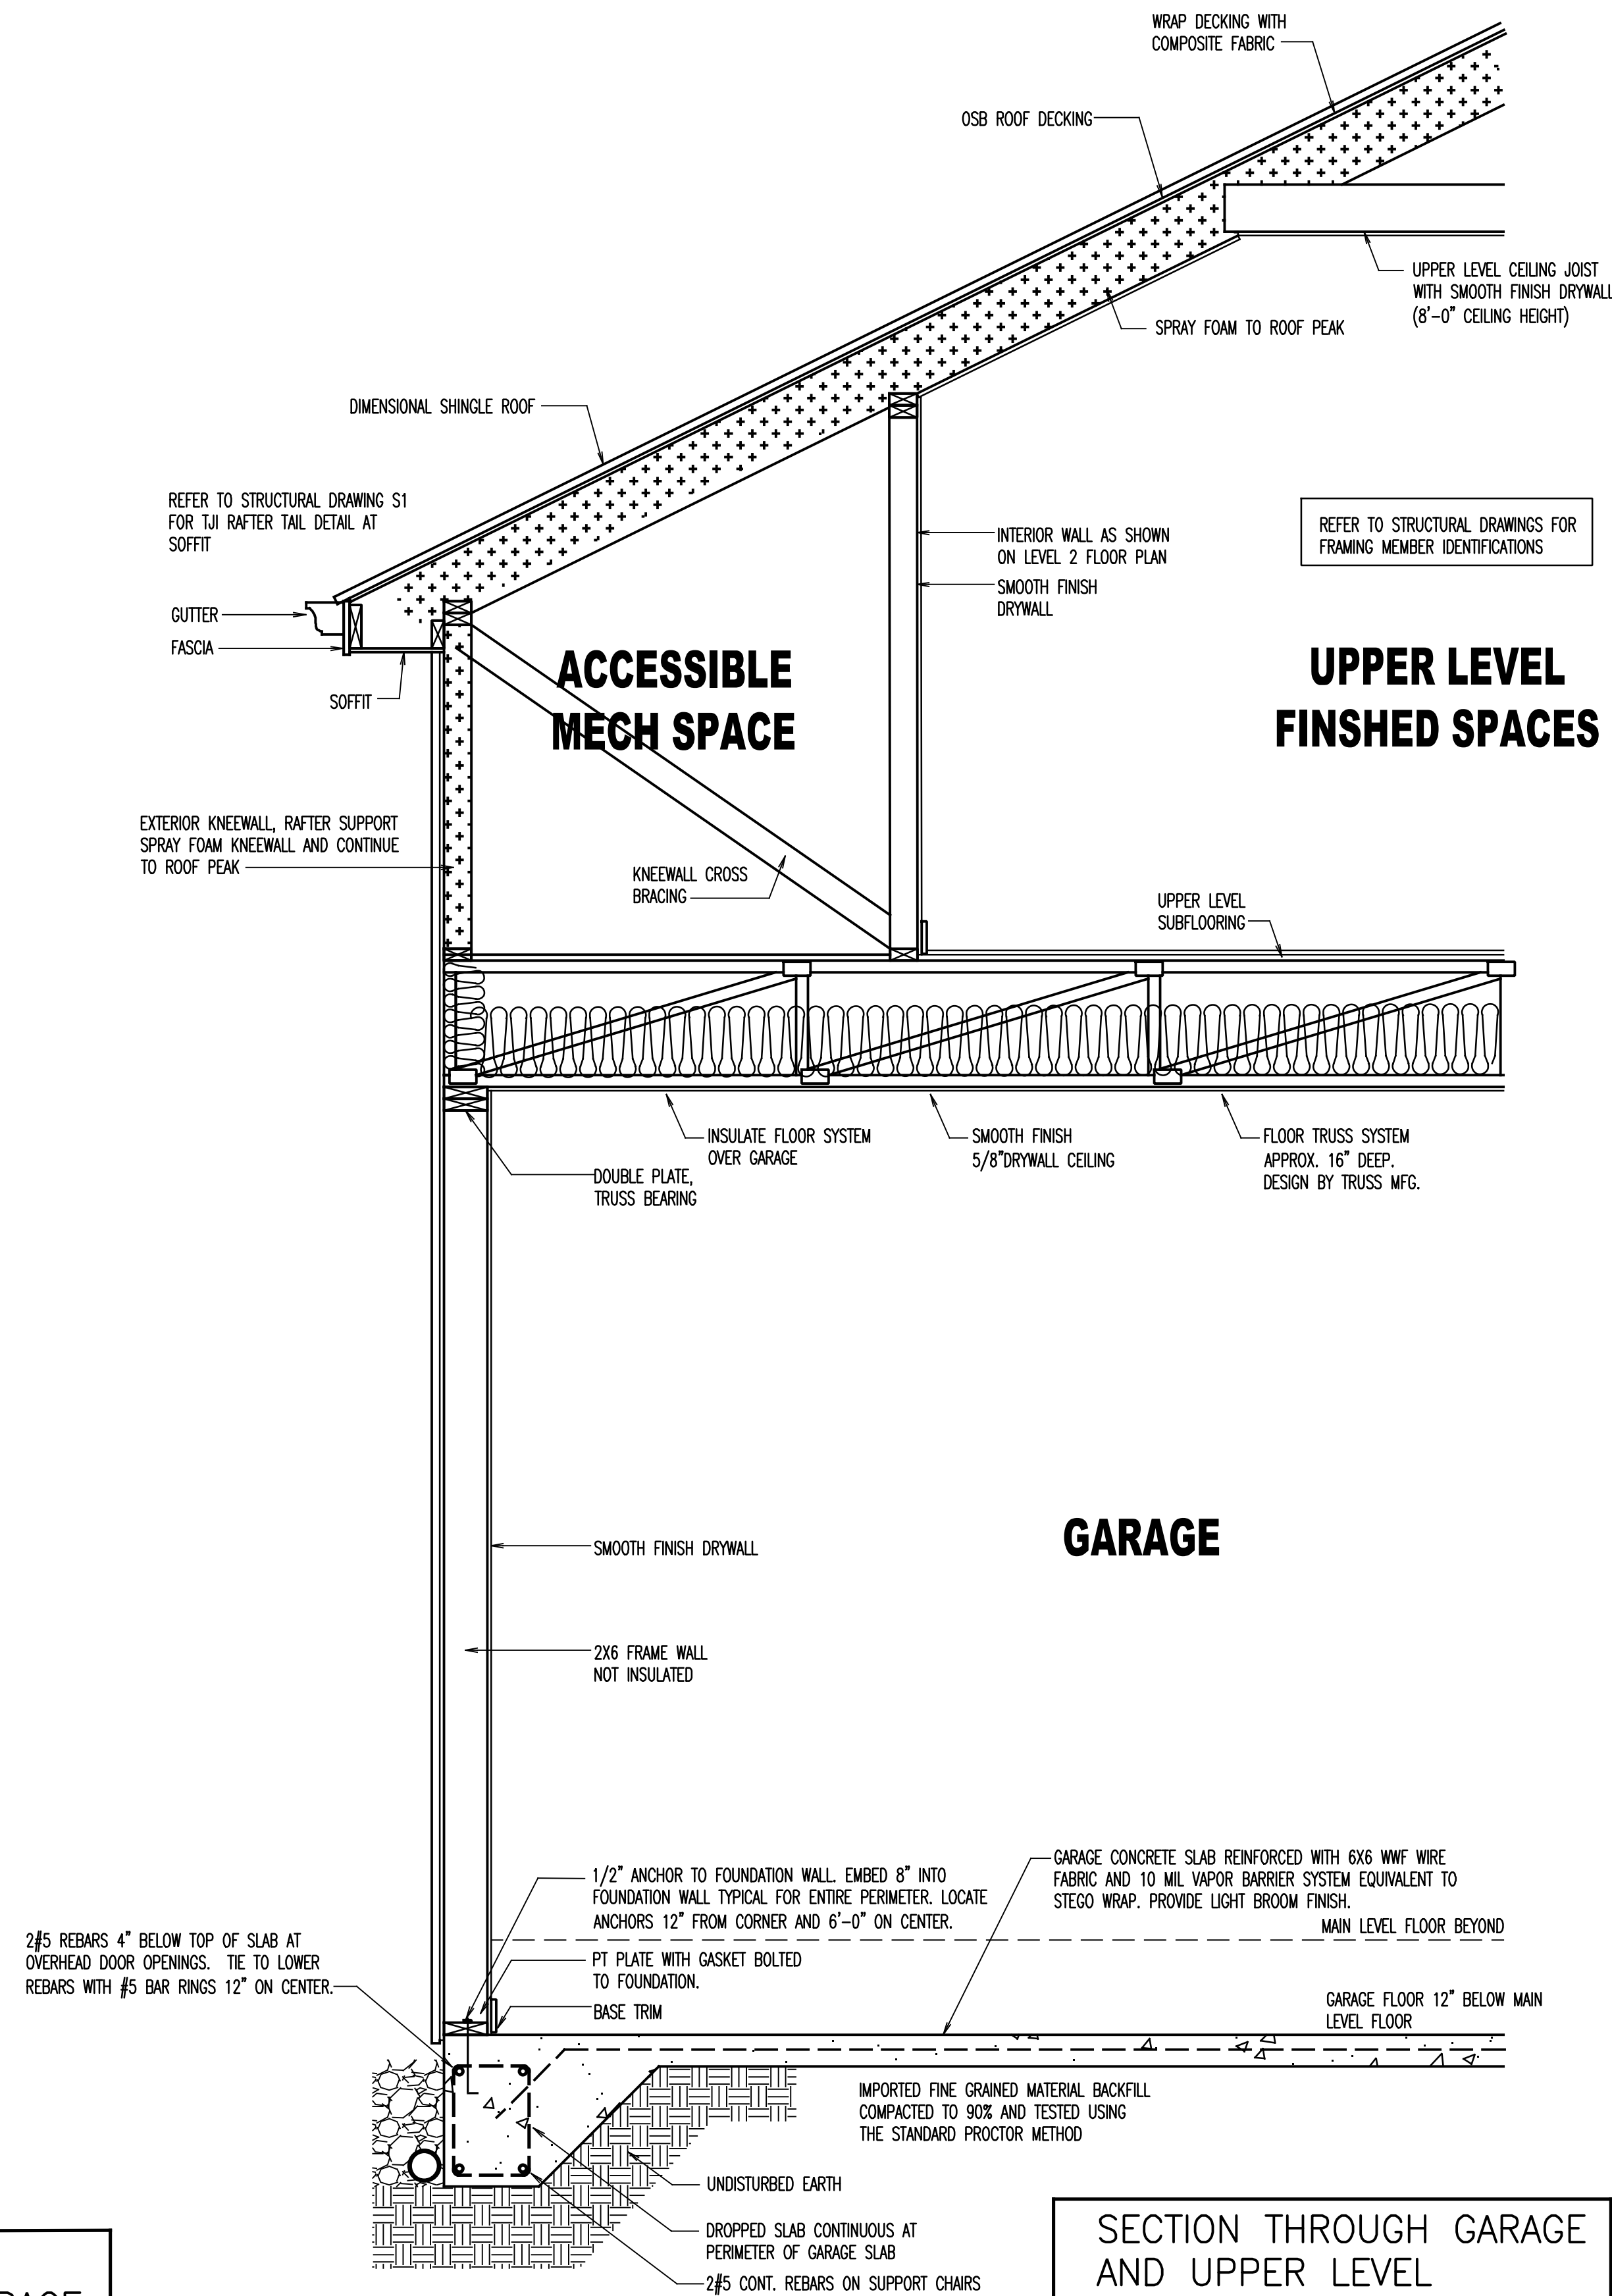 WRAP DECKING WITH
COMPOSITE FABRIC
OSB ROOF DECKING
UPPER LEVEL CEILING JOIST
WITH SMOOTH FINISH DRYWALL
(8'-0" CEILING HEIGHT)
SPRAY FOAM TO ROOF PEAK
DIMENSIONAL SHINGLE ROOF
REFER TO STRUCTURAL DRAWING S1
FOR TJI RAFTER TAIL DETAIL AT
SOFFIT
INTERIOR WALL AS SHOWN
ON LEVEL 2 FLOOR PLAN
SMOOTH FINISH
DRYWALL
REFER TO STRUCTURAL DRAWINGS FOR
FRAMING MEMBER IDENTIFICATIONS
GUTTER
FASCIA
SOFFIT
ACCESSIBLE
MECH SPACE
UPPER LEVEL
FINSHED SPACES
EXTERIOR KNEEWALL, RAFTER SUPPORT
SPRAY FOAM KNEEWALL AND CONTINUE
TO ROOF PEAK
KNEEWALL CROSS
BRACING
UPPER LEVEL
SUBFLOORING
INSULATE FLOOR SYSTEM
OVER GARAGE
SMOOTH FINISH
5/8"DRYWALL CEILING
FLOOR TRUSS SYSTEM
APPROX. 16" DEEP.
DESIGN BY TRUSS MFG.
DOUBLE PLATE,
TRUSS BEARING
GARAGE
SMOOTH FINISH DRYWALL
2X6 FRAME WALL
NOT INSULATED
1/2" ANCHOR TO FOUNDATION WALL. EMBED 8" INTO
FOUNDATION WALL TYPICAL FOR ENTIRE PERIMETER. LOCATE
ANCHORS 12" FROM CORNER AND 6'-0" ON CENTER.
GARAGE CONCRETE SLAB REINFORCED WITH 6X6 WWF WIRE
FABRIC AND 10 MIL VAPOR BARRIER SYSTEM EQUIVALENT TO
STEGO WRAP. PROVIDE LIGHT BROOM FINISH.
MAIN LEVEL FLOOR BEYOND
2#5 REBARS 4" BELOW TOP OF SLAB AT
OVERHEAD DOOR OPENINGS. TIE TO LOWER
REBARS WITH #5 BAR RINGS 12" ON CENTER.
PT PLATE WITH GASKET BOLTED
TO FOUNDATION.
BASE TRIM
GARAGE FLOOR 12" BELOW MAIN
LEVEL FLOOR
IMPORTED FINE GRAINED MATERIAL BACKFILL
COMPACTED TO 90% AND TESTED USING
THE STANDARD PROCTOR METHOD
UNDISTURBED EARTH
DROPPED SLAB CONTINUOUS AT
PERIMETER OF GARAGE SLAB
2#5 CONT. REBARS ON SUPPORT CHAIRS
SECTION THROUGH GARAGE
AND UPPER LEVEL